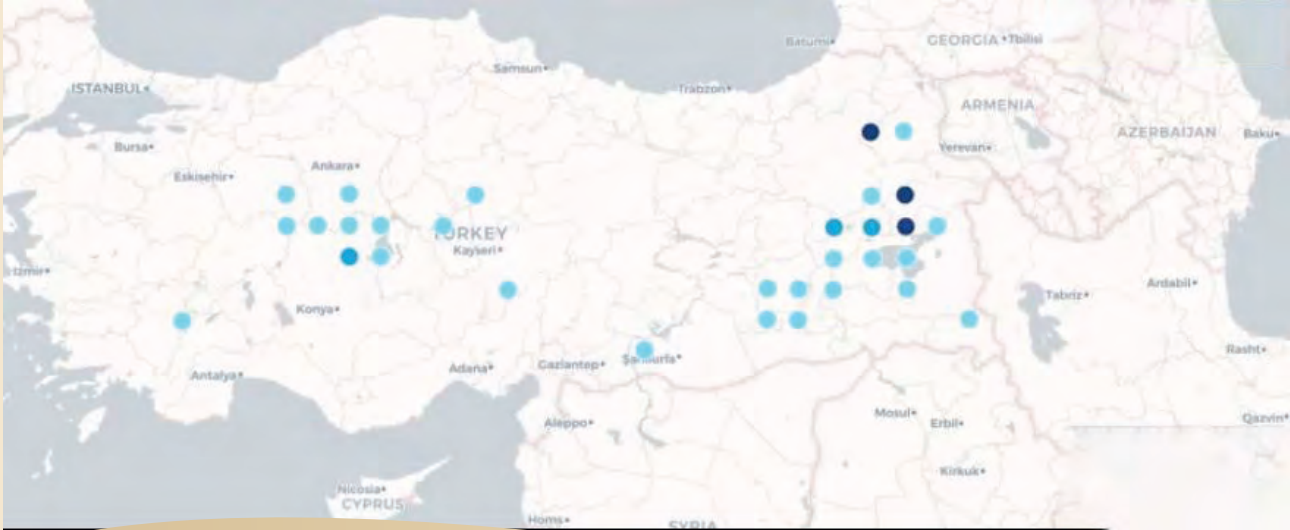 Batumi
GEORGIA
Tbilisi
Samsun
ISTANBUL
Trabzon
ARMENIA
AZERBAIJAN
Baku
Bursa
Yerevan
Ankara
Eskisehir
TURKEY
Kayseri
Izmir
Ardabil
Tabriz
Konya
Rasht
Gaziantep
Adana
Antalya
Mosul
Erbil
Qazvin
Aleppo
Kirkuk
Nicosia
CYPRUS
Homs
SYRIA